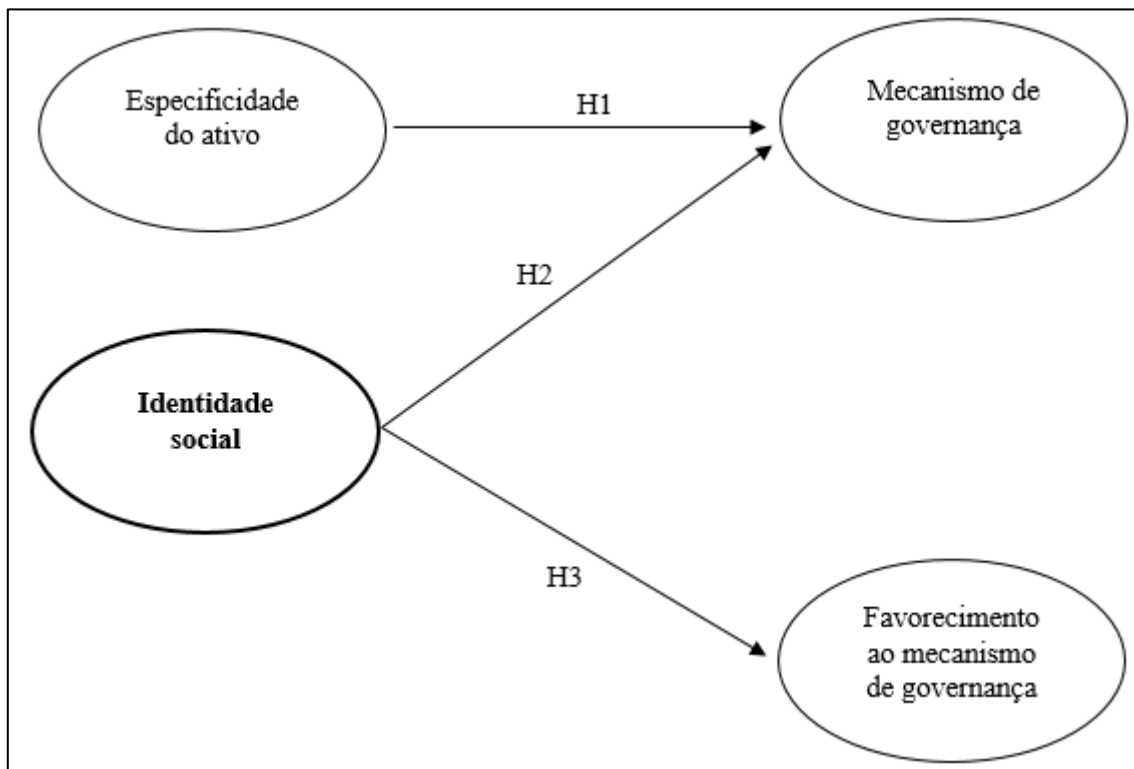 Especificidade
do ativo
H1
Mecanismo de
governança
H2
Identidade
social
H3
Favorecimento
ao mecanismo
de governança